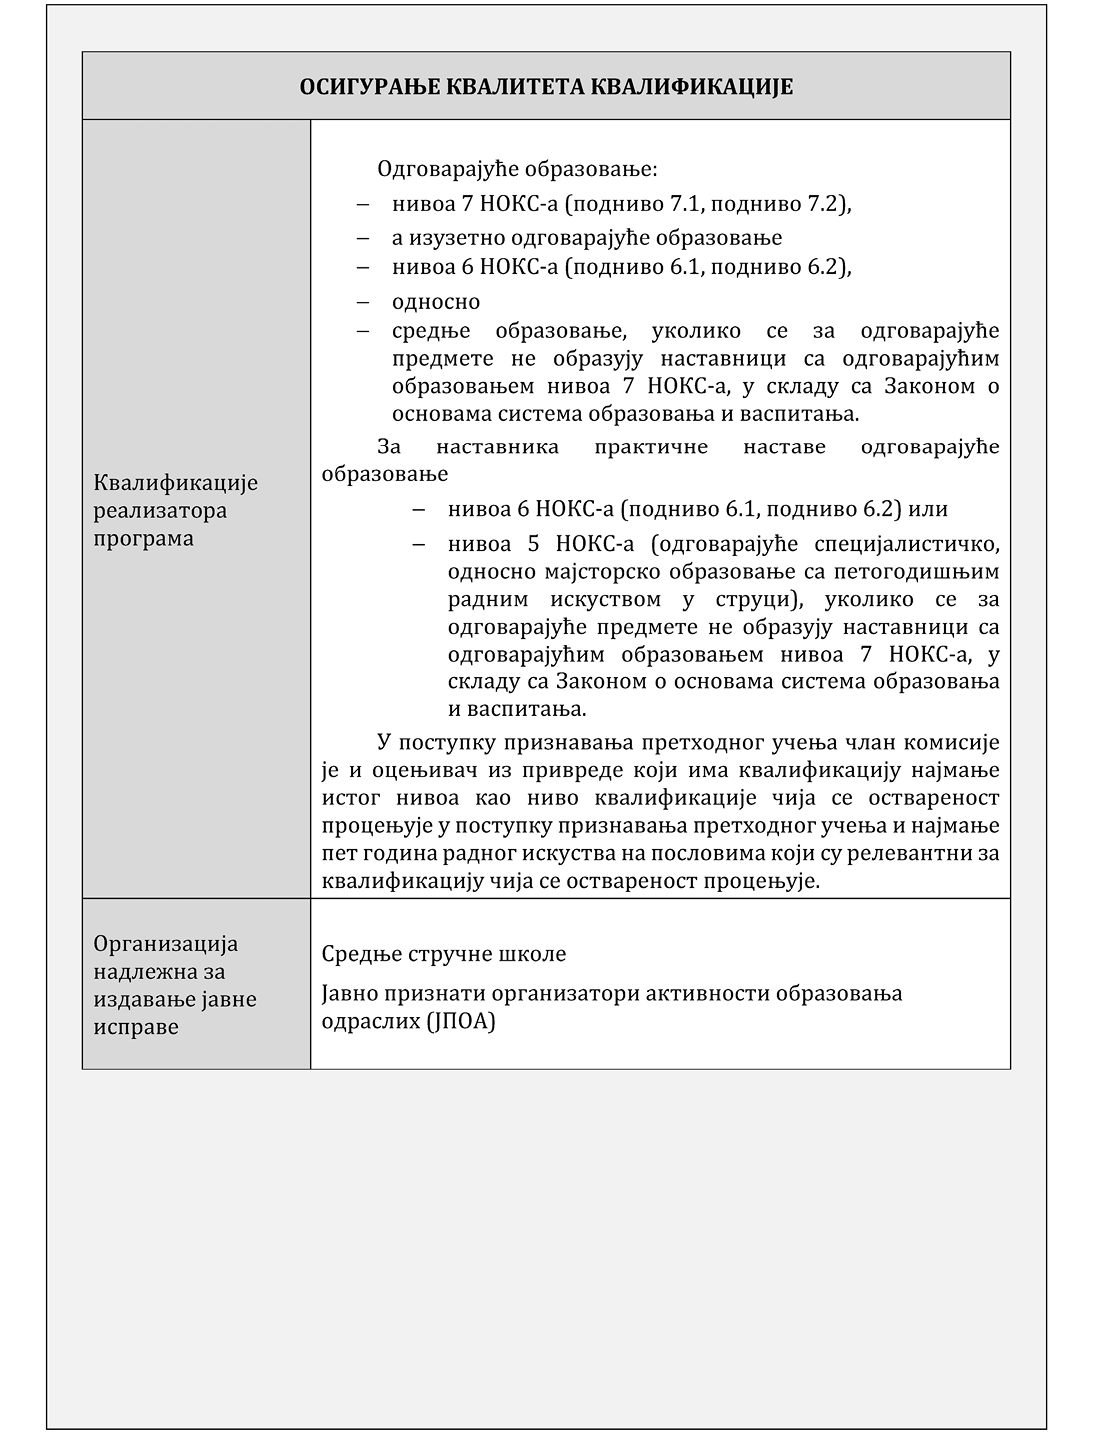 ОСИГУРАЊЕ КВАЛИТЕТА КВАЛИФИКАЦИЈЕ
Квалификације
реализатора
програма
Одговарајуће образовање:
– нивоа 7 НОКС-а (подниво 7.1, подниво 7.2),
– а изузетно одговарајуће образовање
– нивоа 6 НОКС-а (подниво 6.1, подниво 6.2),
– односно
– средње образовање, уколико се за одговарајуће
предмете не образују наставници са одговарајућим
образовањем нивоа 7 НОКС-а, у складу са Законом о
основама система образовања и васпитања.
За наставника практичне наставе одговарајуће
образовање
– нивоа 6 НОКС-а (подниво 6.1, подниво 6.2) или
– нивоа 5 НОКС-а (одговарајуће специјалистичко,
односно мајсторско образовање са петогодишњим
радним искуством у струци), уколико се за
одговарајуће предмете не образују наставници са
одговарајућим образовањем нивоа 7 НОКС-а, у
складу са Законом о основама система образовања
и васпитања.
У поступку признавања претходног учења члан комисије
је и оцењивач из привреде који има квалификацију најмање
истог нивоа као ниво квалификације чија се оствареност
процењује у поступку признавања претходног учења и најмање
пет година радног искуства на пословима који су релевантни за
квалификацију чија се оствареност процењује.
Организација
надлежна за
издавање јавне
исправе
Средње стручне школе
Јавно признати организатори активности образовања
одраслих (ЈПОА)